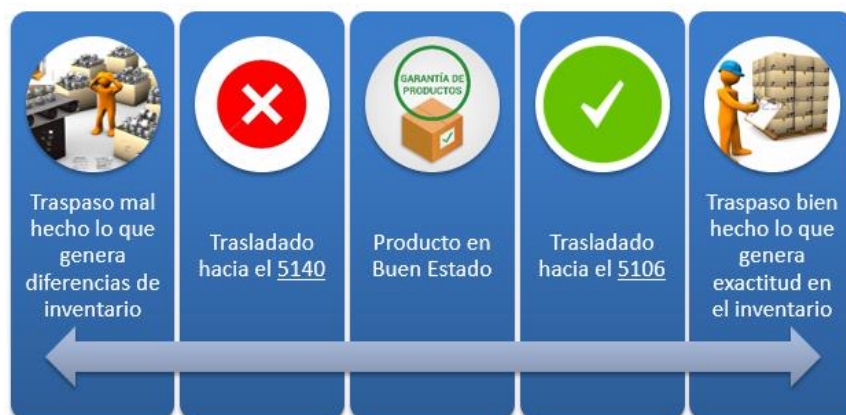 Traspaso mal
hecho lo que
genera
diferencias de
inventario
Trasladado
hacia el 5140
GARANTÍA DE
PRODUCTOS
Producto en
Buen Estado
Trasladado
hacia el 5106
Traspaso bien
hecho lo que
genera
exactitud en
el inventario